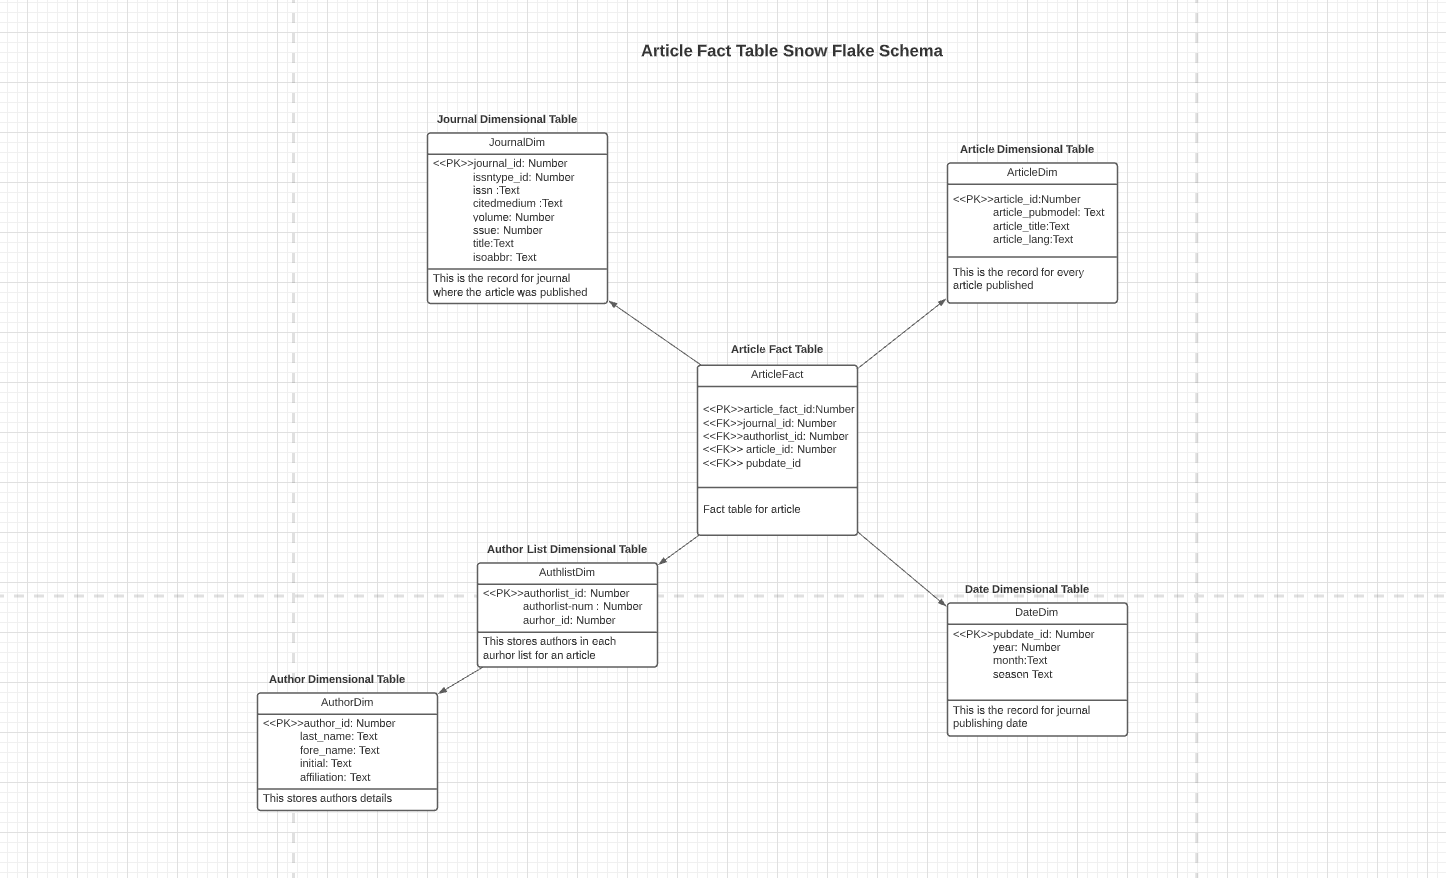 Article Fact Table Snow Flake Schema
Journal Dimensional Table
JournalDim
<<PK>>journal_id: Number
issntype_id: Number
issn :Text
citedmedium :Text
volume: Number
ssue: Number
title:Text
isoabbr: Text
This is the record for journal
where the article was published
Article Dimensional Table
ArticleDim
<<PK>>article_id:Number
article_pubmodel: Text
article_title:Text
article_lang:Text
This is the record for every
article published
Article Fact Table
ArticleFact
<<PK>>article_fact_id:Number
<<FK>>journal_id: Number
<<FK>>authorlist_id: Number
<<FK>> article_id: Number
<<FK>> pubdate_id
Fact table for article
Author List Dimensional Table
AuthlistDim
<<PK>>authorlist_id: Number
authorlist-num : Number
aurhor_id: Number
This stores authors in each
aurhor list for an article
Date Dimensional Table
DateDim
<<PK>>pubdate_id: Number
year: Number
month:Text
season Text
This is the record for journal
publishing date
Author Dimensional Table
AuthorDim
<<PK>>author_id: Number
last_name: Text
fore_name: Text
initial: Text
affiliation: Text
This stores authors details